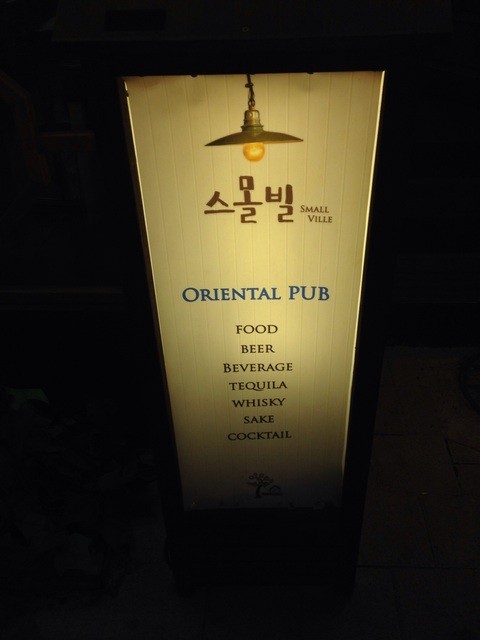 스몰빌 SMALL VILLE
ORIENTAL PUB
FOOD
BEER
BEVERAGE
TEQUILA
WHISKY
SAKE
COCKTAIL